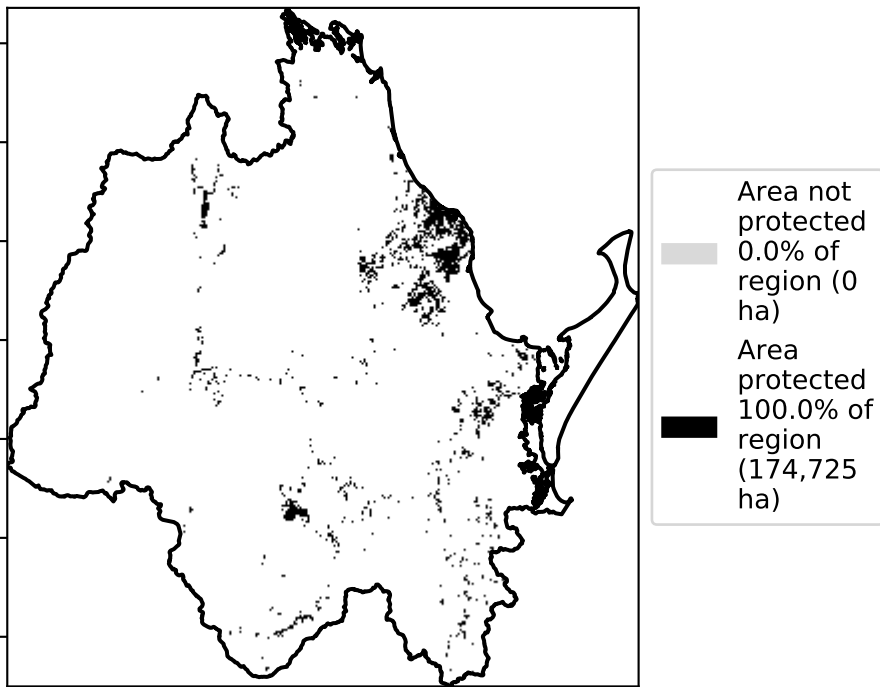 Area not
protected
0.0% of
region (0
ha)
Area
protected
100.0% of
region
(174,725
ha)